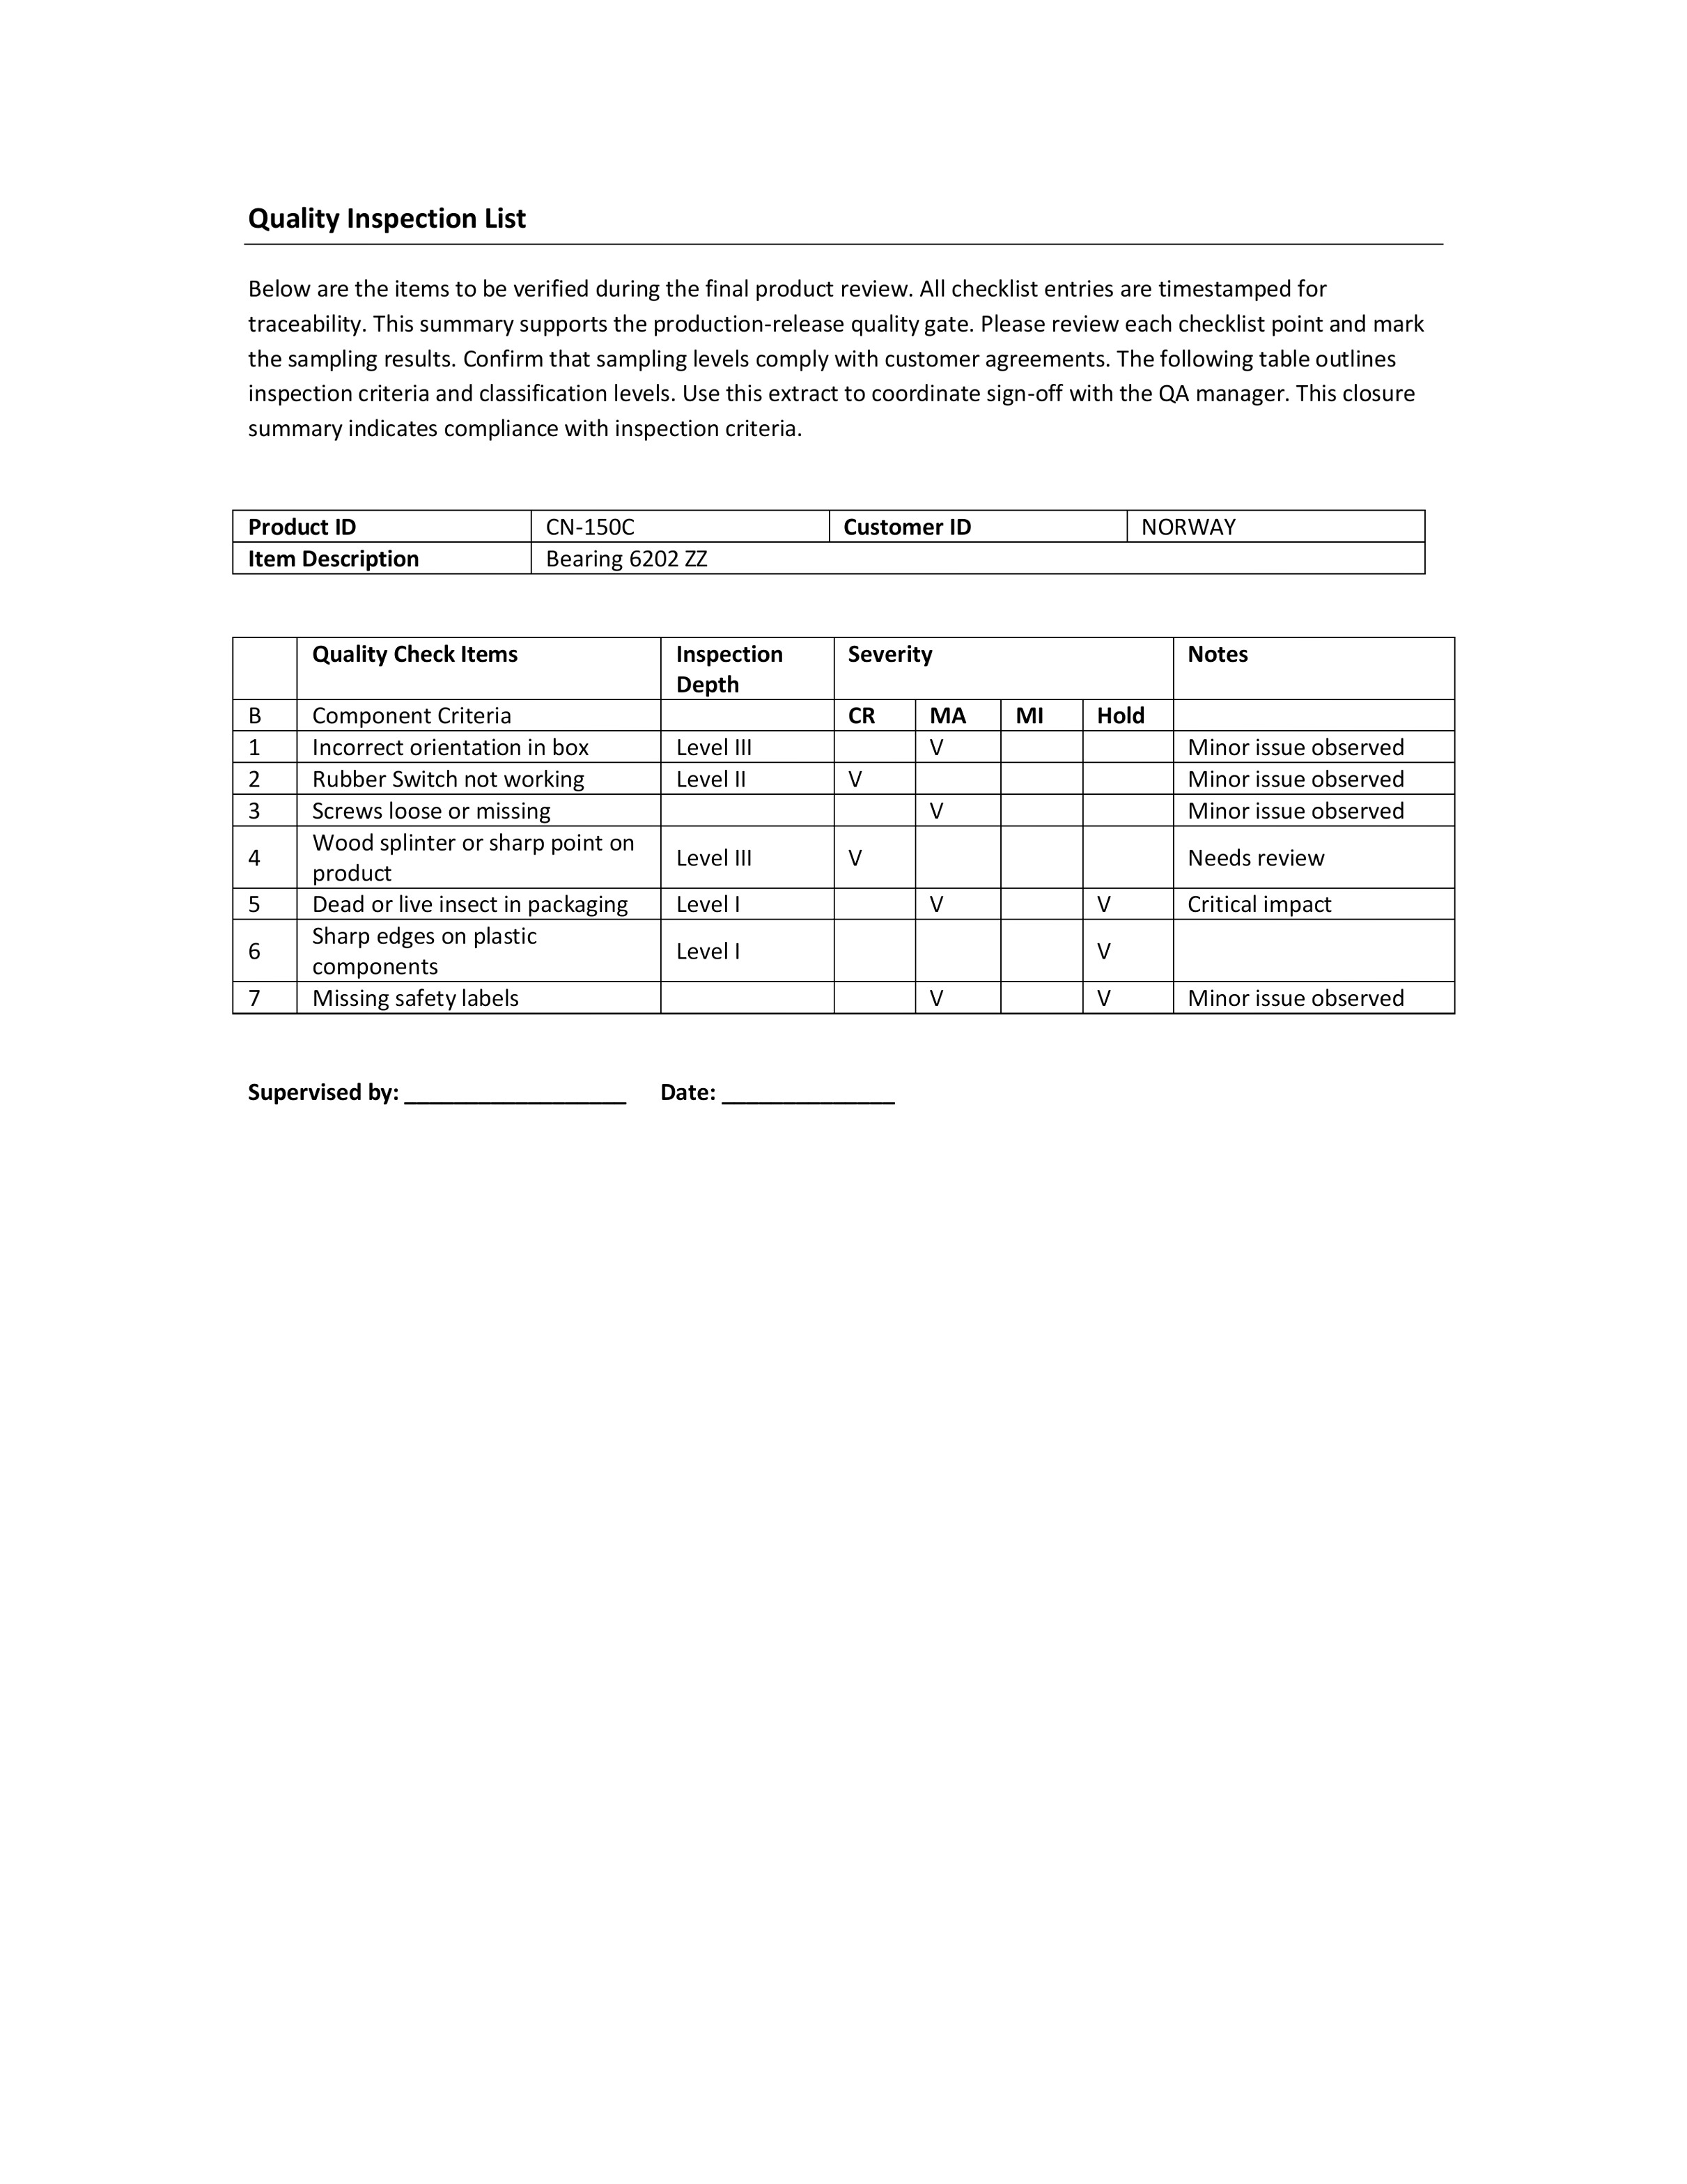 Quality Inspection List
Below are the items to be verified during the final product review. All checklist entries are timestamped for
traceability. This summary supports the production-release quality gate. Please review each checklist point and mark
the sampling results. Confirm that sampling levels comply with customer agreements. The following table outlines
inspection criteria and classification levels. Use this extract to coordinate sign-off with the QA manager. This closure
summary indicates compliance with inspection criteria.
Product ID CN-150C Customer ID NORWAY
Item Description Bearing 6202 ZZ
Quality Check Items Inspection Severity Notes
Depth
B Component Criteria CR MA MI Hold
1 Incorrect orientation in box Level III V Minor issue observed
2 Rubber Switch not working Level II V Minor issue observed
3 Screws loose or missing V Minor issue observed
4 Wood splinter or sharp point on
product Level III V Needs review
5 Dead or live insect in packaging Level I V V Critical impact
6 Sharp edges on plastic
components Level I V
7 Missing safety labels V V Minor issue observed
Supervised by: __________________ Date: ______________